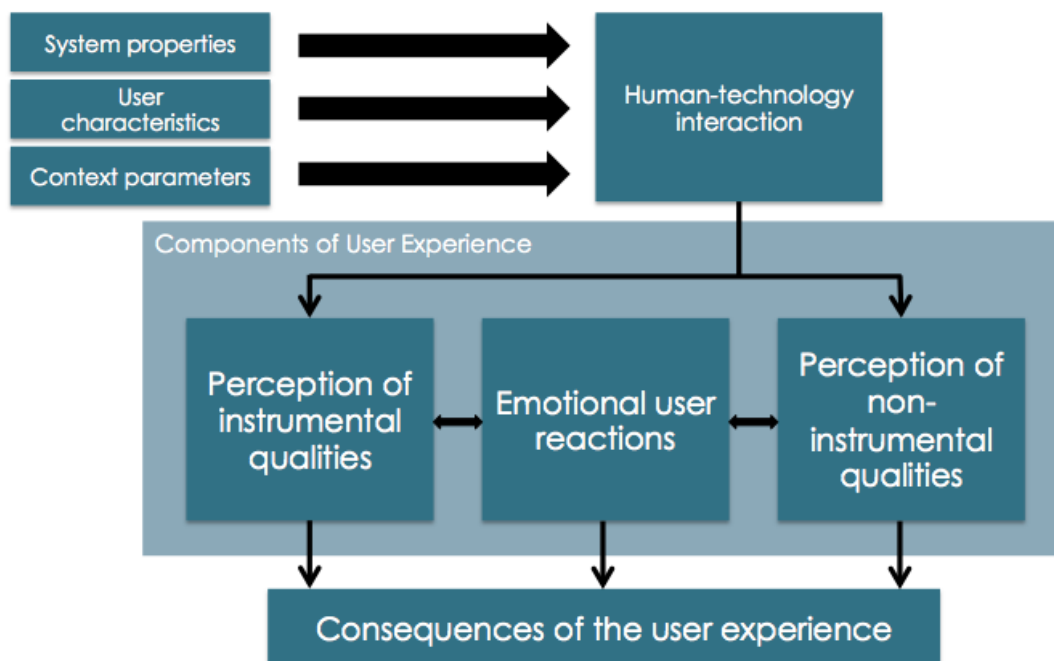 System properties
User
characteristics
Context parameters
Human-technology
interaction
Components of User Experience
Perception of
instrumental
qualities
Emotional user
reactions
Perception of
non-
instrumental
qualities
Consequences of the user experience